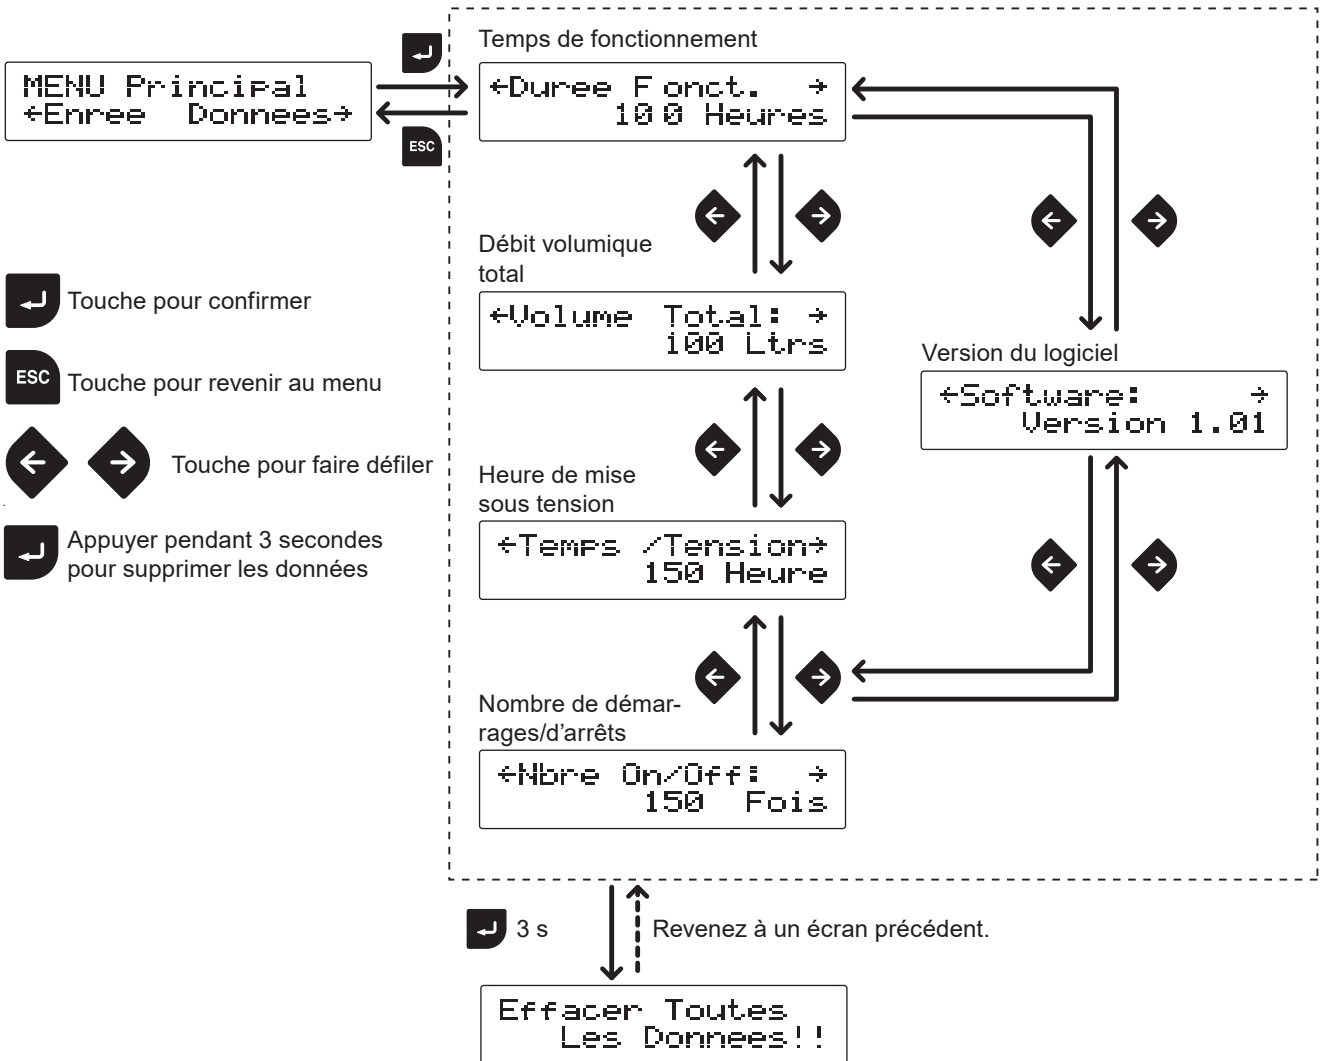 Temps de fonctionnement
MENU Principal
←Enree Donnees→
←Duree Fonct. →
100 Heures
ESC
Débit volumique
total
←Volume Total: →
100 Ltrs
Touche pour confirmer
Version du logiciel
←Software: →
Version 1.01
ESC
Touche pour revenir au menu
Touche pour faire défiler
Heure de mise
sous tension
←Temps /Tension→
150 Heure
Appuyer pendant 3 secondes
pour supprimer les données
Nombre de démar-
rages/d'arrêts
←Nbre On/Off: →
150 Fois
3 s
Revenez à un écran précédent.
Effacer Toutes
Les Donnees!!